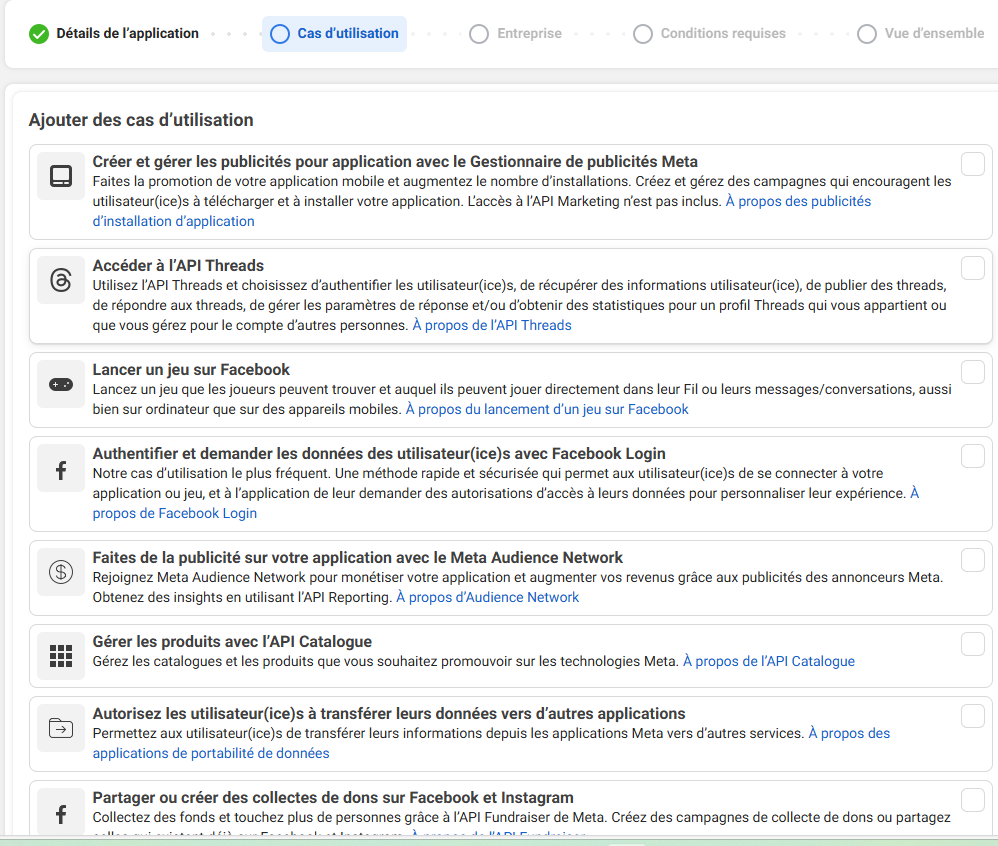 Détails de l’application
Cas d’utilisation
Entreprise
Conditions requises
Vue d’ensemble
Ajouter des cas d’utilisation
Créer et gérer les publicités pour application avec le Gestionnaire de publicités Meta
Faites la promotion de votre application mobile et augmentez le nombre d’installations. Créez et gérez des campagnes qui encouragent les
utilisateur(ice)s à télécharger et à installer votre application. L’accès à l’API Marketing n’est pas inclus. À propos des publicités
d’installation d’application
Accéder à l’API Threads
Utilisez l’API Threads et choisissez d’authentifier les utilisateur(ice)s, de récupérer des informations utilisateur(ice), de publier des threads,
de répondre aux threads, de gérer les paramètres de réponse et/ou d’obtenir des statistiques pour un profil Threads qui vous appartient ou
que vous gérez pour le compte d’autres personnes. À propos de l’API Threads
Lancer un jeu sur Facebook
Lancez un jeu que les joueurs peuvent trouver et auquel ils peuvent jouer directement dans leur Fil ou leurs messages/conversations, aussi
bien sur ordinateur que sur des appareils mobiles. À propos du lancement d’un jeu sur Facebook
Authentifier et demander les données des utilisateur(ice)s avec Facebook Login
Notre cas d’utilisation le plus fréquent. Une méthode rapide et sécurisée qui permet aux utilisateur(ice)s de se connecter à votre
application ou jeu, et à l’application de leur demander des autorisations d’accès à leurs données pour personnaliser leur expérience. À
propos de Facebook Login
Faites de la publicité sur votre application avec le Meta Audience Network
Rejoignez Meta Audience Network pour monétiser votre application et augmenter vos revenus grâce aux publicités des annonceurs Meta.
Obtenez des insights en utilisant l’API Reporting. À propos d’Audience Network
Gérer les produits avec l’API Catalogue
Gérez les catalogues et les produits que vous souhaitez promouvoir sur les technologies Meta. À propos de l’API Catalogue
Autorisez les utilisateur(ice)s à transférer leurs données vers d’autres applications
Permettez aux utilisateur(ice)s de transférer leurs informations depuis les applications Meta vers d’autres services. À propos des
applications de portabilité de données
Partager ou créer des collectes de dons sur Facebook et Instagram
Collectez des fonds et touchez plus de personnes grâce à l’API Fundraiser de Meta. Créez des campagnes de collecte de dons ou partagez
celles qui existent déjà sur Facebook et Instagram. À propos de l’API Fundraiser